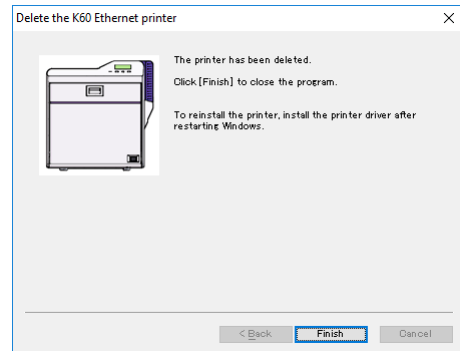 Delete the K60 Ethernet printer
The printer has been deleted.
Click [Finish] to close the program.
To reinstall the printer, install the printer driver after
restarting Windows.
< Back
Finish
Cancel